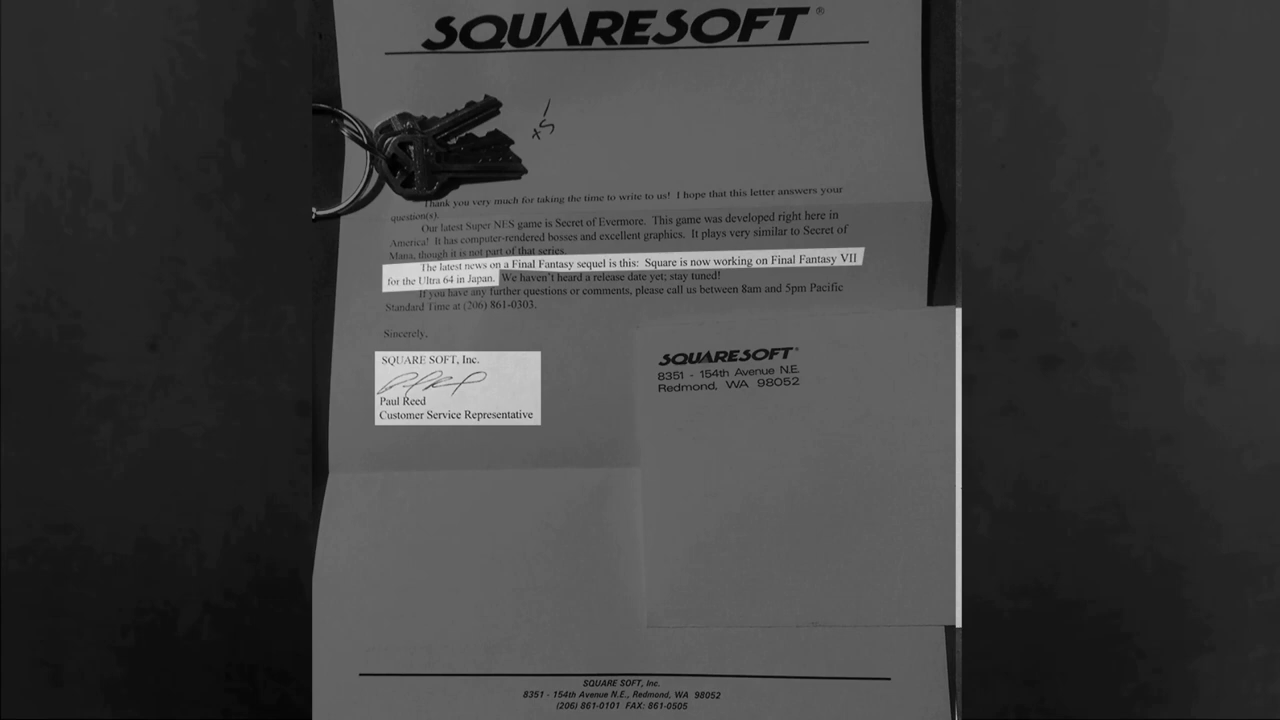 SQUARESOFT®
Thank you very much for taking the time to write to us! I hope that this letter answers your
question(s).
Our latest Super NES game is Secret of Evermore. This game was developed right here in
America! It has computer-rendered bosses and excellent graphics. It plays very similar to Secret of
Mana, though it is not part of that series.
The latest news on a Final Fantasy sequel is this: Square is now working on Final Fantasy VII
for the Ultra 64 in Japan. We haven't heard a release date yet; stay tuned!
If you have any further questions or comments, please call us between 8am and 5pm Pacific
Standard Time at (206) 861-0303.
Sincerely,
SQUARE SOFT, Inc.
Paul Reed
Customer Service Representative
SQUARESOFT
8351 - 154th Avenue N.E.
Redmond, WA 98052
SQUARE SOFT, Inc.
8351 - 154th Avenue N.E., Redmond, WA 98052
(206) 861-0101 FAX: 861-0505